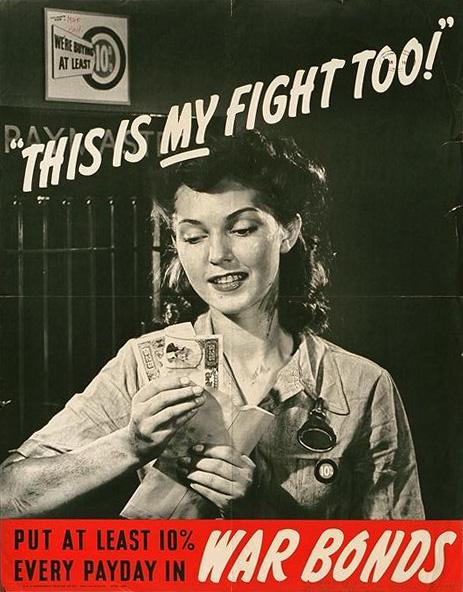 WE'RE BUYING
AT LEAST
10%
"THIS IS MY FIGHT TOO!"
10%
PUT AT LEAST 10%
EVERY PAYDAY IN
WAR BONDS